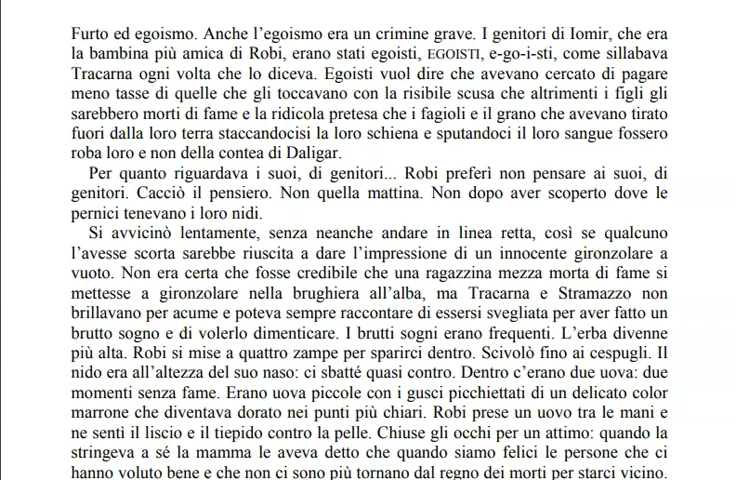 Furto ed egoismo. Anche l’egoismo era un crimine grave. I genitori di Iomir, che era
la bambina più amica di Robi, erano stati egoisti, EGOISTI, e-go-i-sti, come sillabava
Tracarna ogni volta che lo diceva. Egoisti vuol dire che avevano cercato di pagare
meno tasse di quelle che gli toccavano con la risibile scusa che altrimenti i figli gli
sarebbero morti di fame e la ridicola pretesa che i fagioli e il grano che avevano tirato
fuori dalla loro terra staccandocisi la loro schiena e sputandoci il loro sangue fossero
roba loro e non della contea di Daligar.
Per quanto riguardava i suoi, di genitori... Robi preferì non pensare ai suoi, di
genitori. Cacciò il pensiero. Non quella mattina. Non dopo aver scoperto dove le
pernici tenevano i loro nidi.
Si avvicinò lentamente, senza neanche andare in linea retta, così se qualcuno
l’avesse scorta sarebbe riuscita a dare l’impressione di un innocente gironzolare a
vuoto. Non era certa che fosse credibile che una ragazzina mezza morta di fame si
mettesse a gironzolare nella brughiera all’alba, ma Tracarna e Stramazzo non
brillavano per acume e poteva sempre raccontare di essersi svegliata per aver fatto un
brutto sogno e di volerlo dimenticare. I brutti sogni erano frequenti. L’erba divenne
più alta. Robi si mise a quattro zampe per sparirci dentro. Scivolò fino ai cespugli. Il
nido era all’altezza del suo naso: ci sbatté quasi contro. Dentro c’erano due uova: due
momenti senza fame. Erano uova piccole con i gusci picchiettati di un delicato color
marrone che diventava dorato nei punti più chiari. Robi prese un uovo tra le mani e
ne sentì il liscio e il tiepido contro la pelle. Chiuse gli occhi per un attimo: quando la
stringeva a sé la mamma le aveva detto che quando siamo felici le persone che ci
hanno voluto bene e che non ci sono più tornano dal regno dei morti per starci vicino.